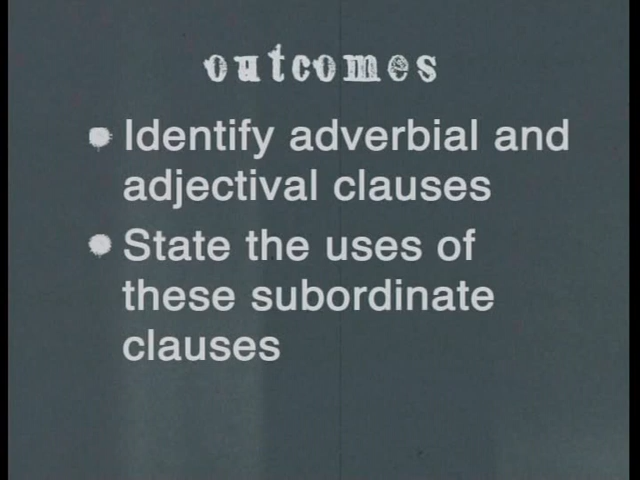 outcomes
Identify adverbial and
adjectival clauses
State the uses of
these subordinate
clauses